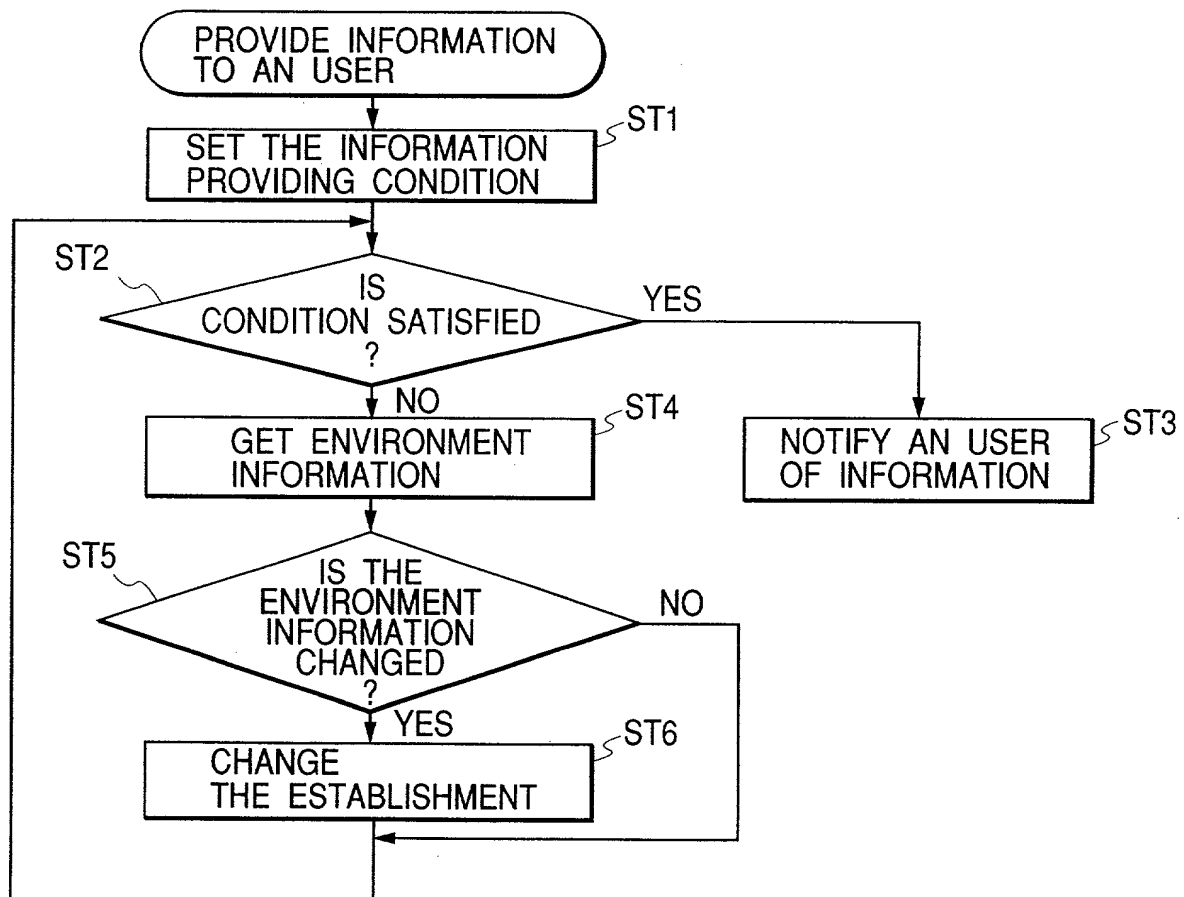 PROVIDE INFORMATION
TO AN USER
ST1
SET THE INFORMATION
PROVIDING CONDITION
ST2
IS
CONDITION SATISFIED
?
YES
NO
ST4
GET ENVIRONMENT
INFORMATION
ST3
NOTIFY AN USER
OF INFORMATION
ST5
IS THE
ENVIRONMENT
INFORMATION
CHANGED
?
NO
YES
ST6
CHANGE
THE ESTABLISHMENT